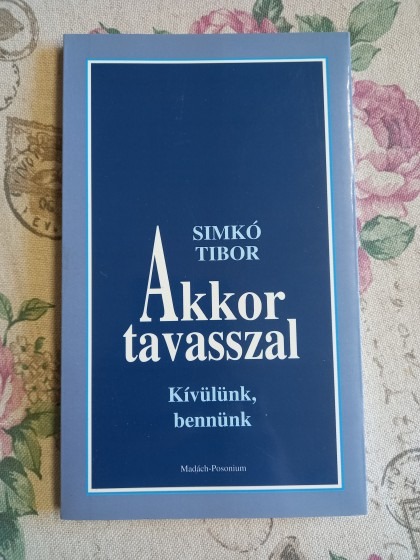 SIMKÓ
TIBOR
Akkor
tavasszal
Kívülünk,
bennünk
Madách-Posonium